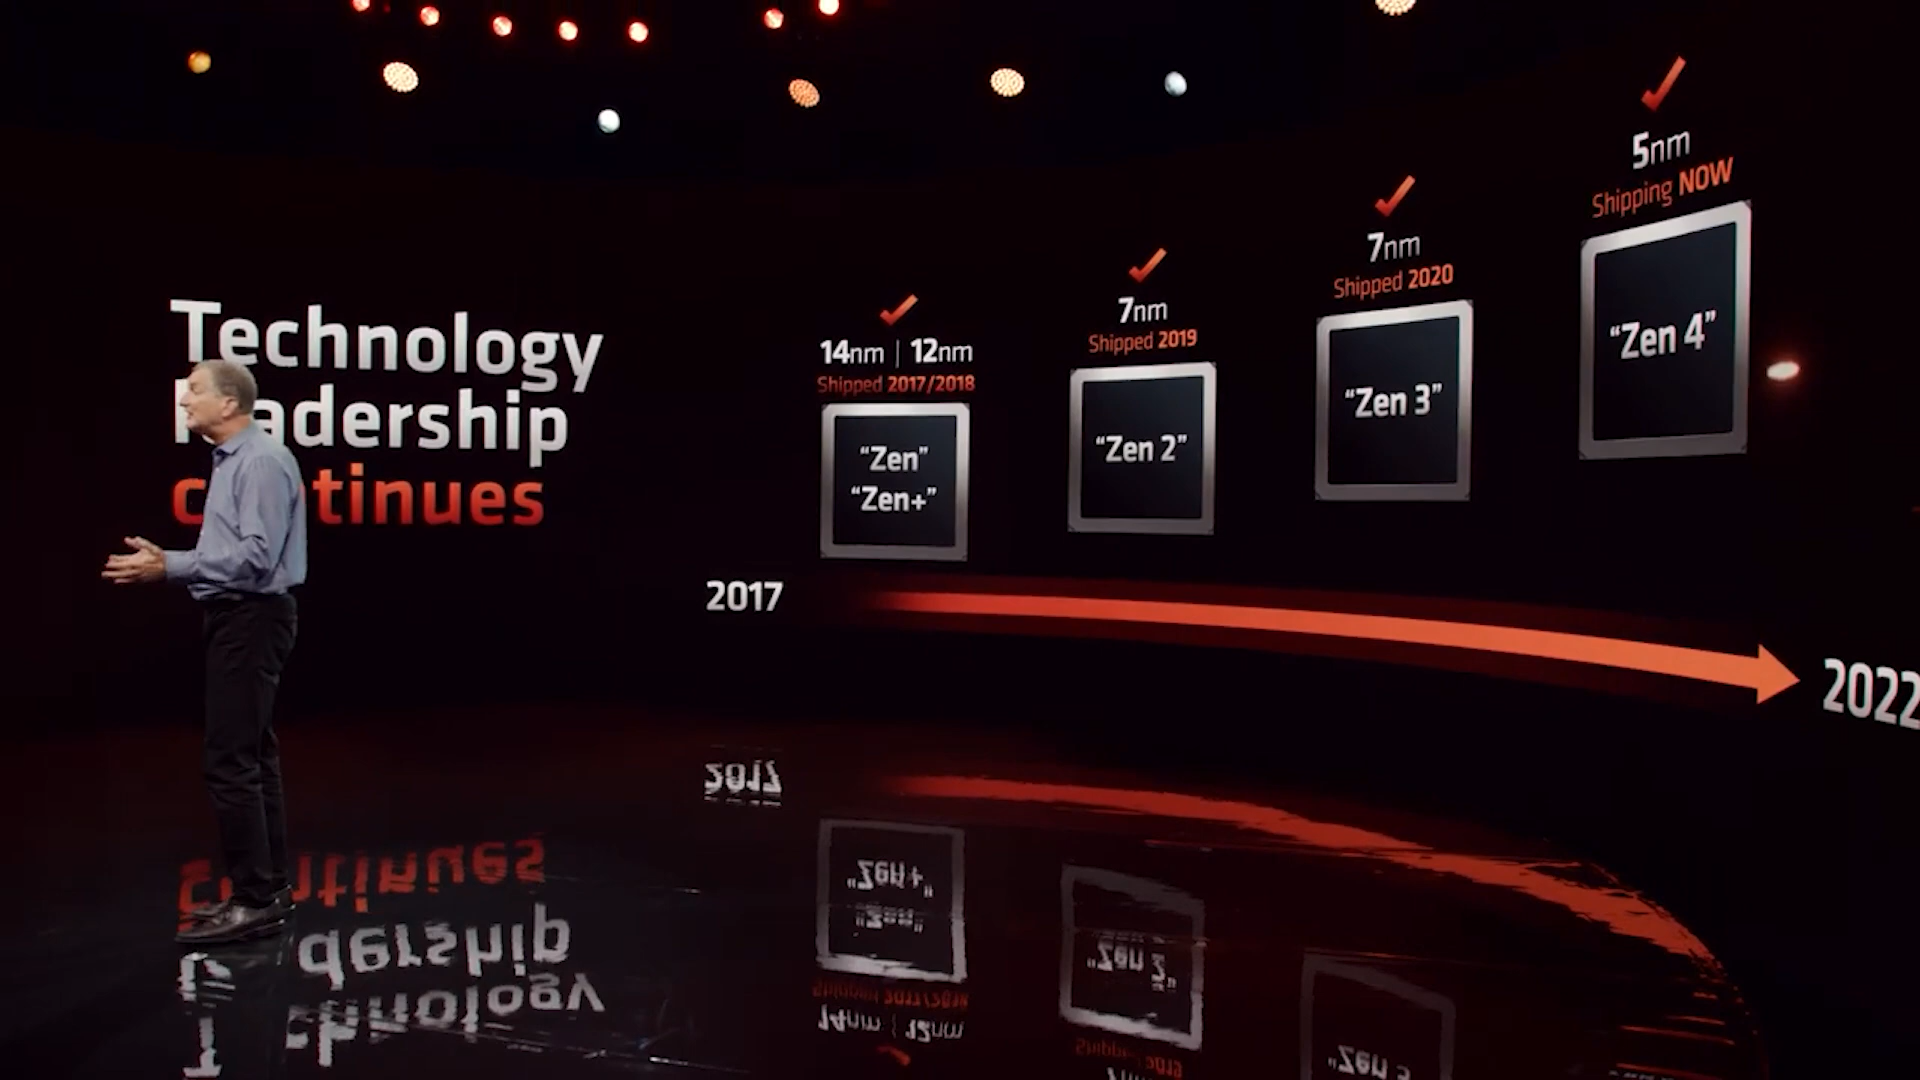 Technology
adership
tinues
14nm | 12nm
Shipped 2017/2018
"Zen"
"Zen+"
7nm
Shipped 2019
"Zen 2"
7nm
Shipped 2020
"Zen 3"
5nm
Shipping NOW
"Zen 4"
2017
2022